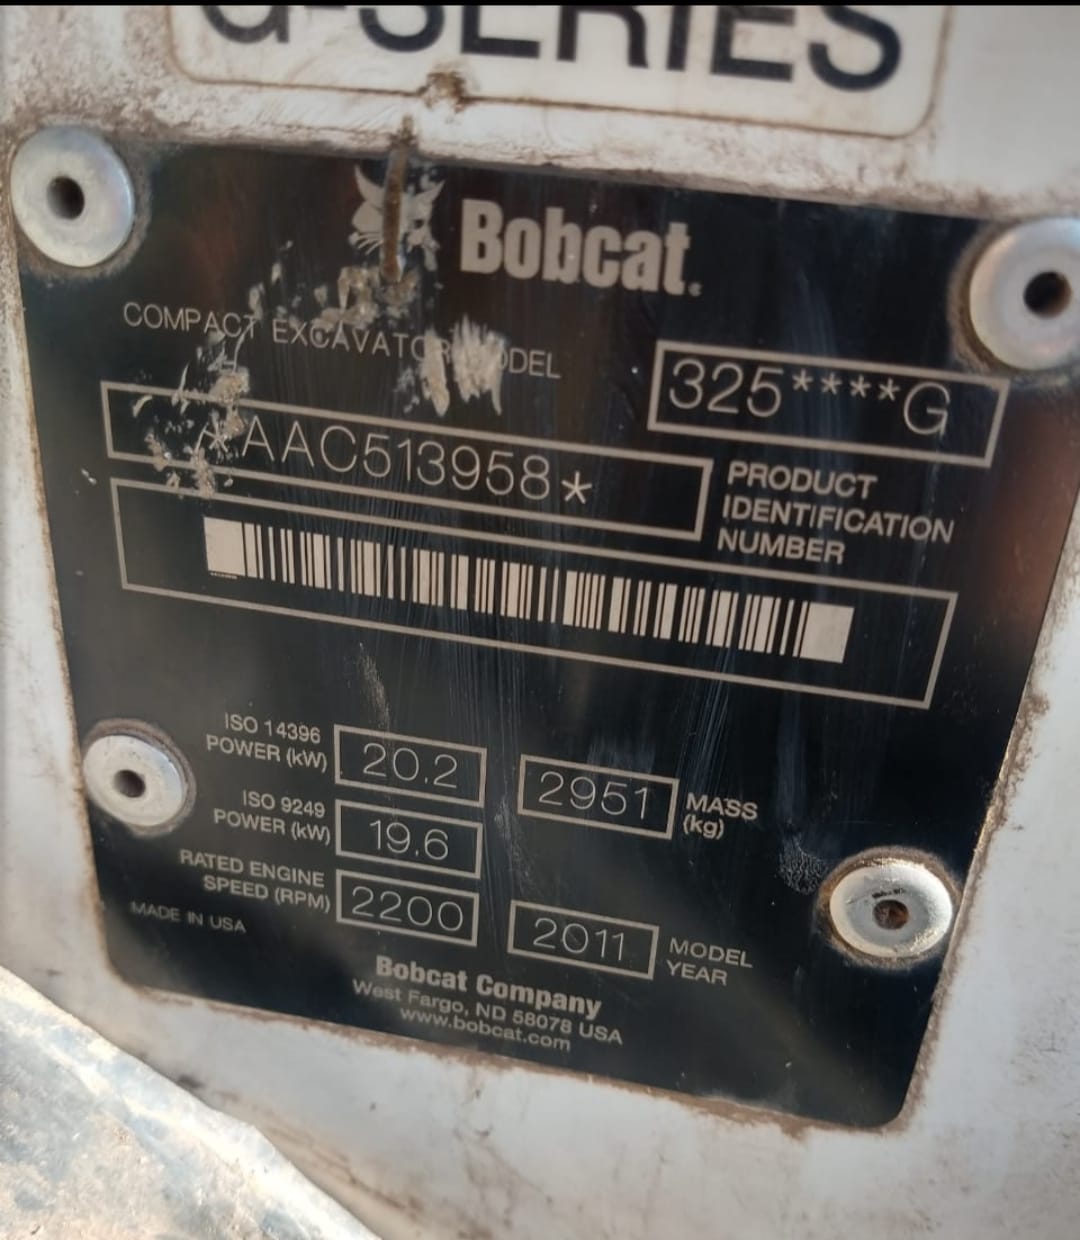 G-SERIES
Bobcat.
COMPACT EXCAVATOR MODEL
325****G
*AAC513958*
PRODUCT
IDENTIFICATION
NUMBER
ISO 14396
POWER (kW)
20.2
2951
MASS
(kg)
ISO 9249
POWER (kW)
19.6
RATED ENGINE
SPEED (RPM)
2200
2011
MODEL
YEAR
MADE IN USA
Bobcat Company
West Fargo, ND 58078 USA
www.bobcat.com